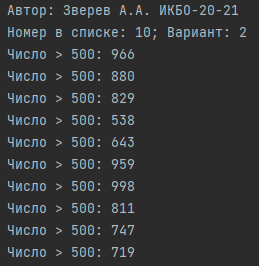 Автор: Зверев А.А. ИКБО-20-21
Номер в списке: 10; Вариант: 2
Число > 500: 966
Число > 500: 880
Число > 500: 829
Число > 500: 538
Число > 500: 643
Число > 500: 959
Число > 500: 998
Число > 500: 811
Число > 500: 747
Число > 500: 719